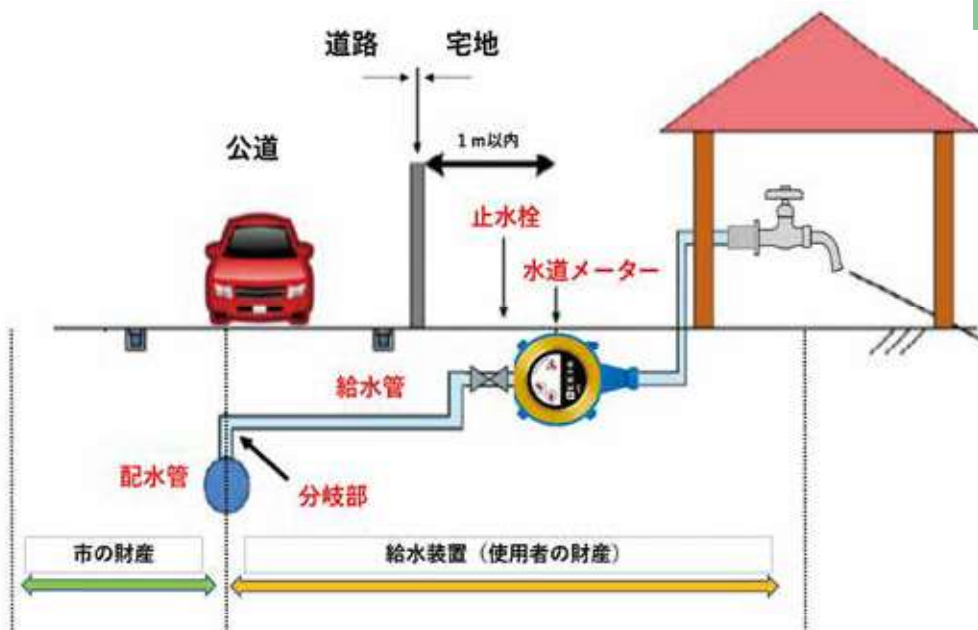 道路 宅地
公道
1m以内
止水栓
水道メーター
給水管
配水管
分岐部
市の財産
給水装置（使用者の財産）